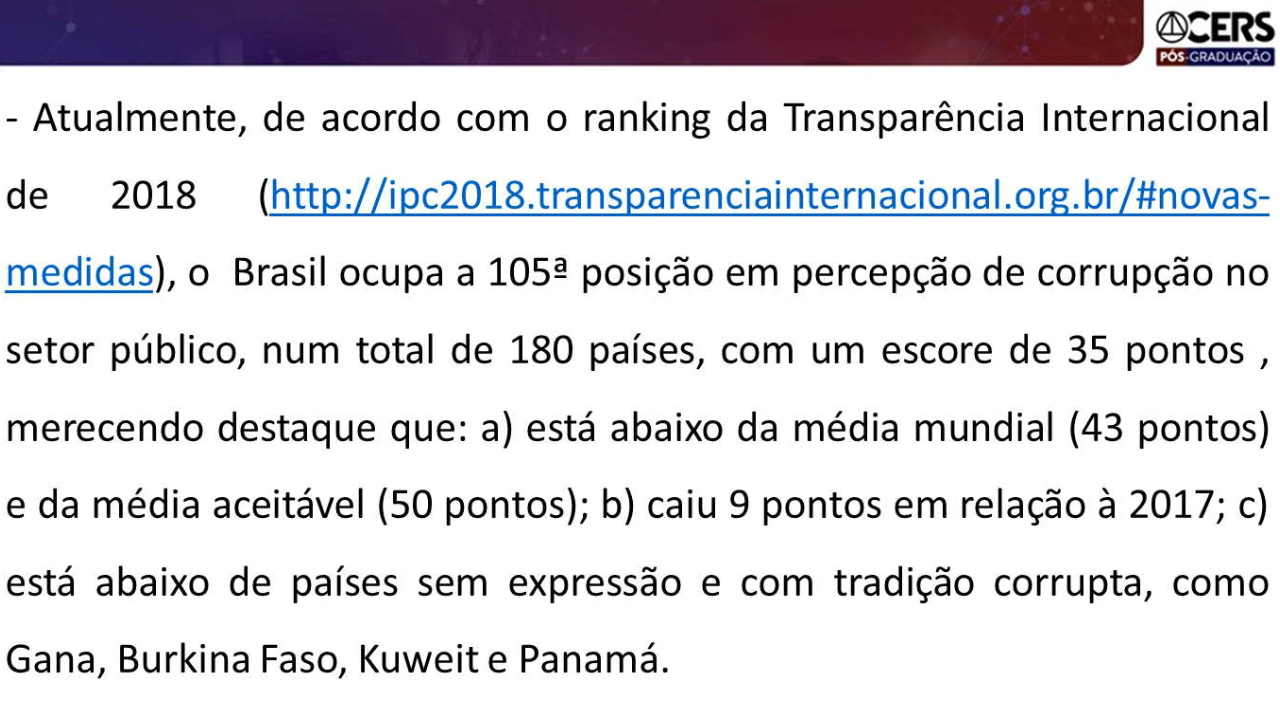 CERS
PÓS-GRADUAÇÃO
- Atualmente, de acordo com o ranking da Transparência Internacional
de 2018 (http://ipc2018.transparenciainternacional.org.br/#novas-
medidas), o Brasil ocupa a 105ª posição em percepção de corrupção no
setor público, num total de 180 países, com um escore de 35 pontos ,
merecendo destaque que: a) está abaixo da média mundial (43 pontos)
e da média aceitável (50 pontos); b) caiu 9 pontos em relação à 2017; c)
está abaixo de países sem expressão e com tradição corrupta, como
Gana, Burkina Faso, Kuweit e Panamá.